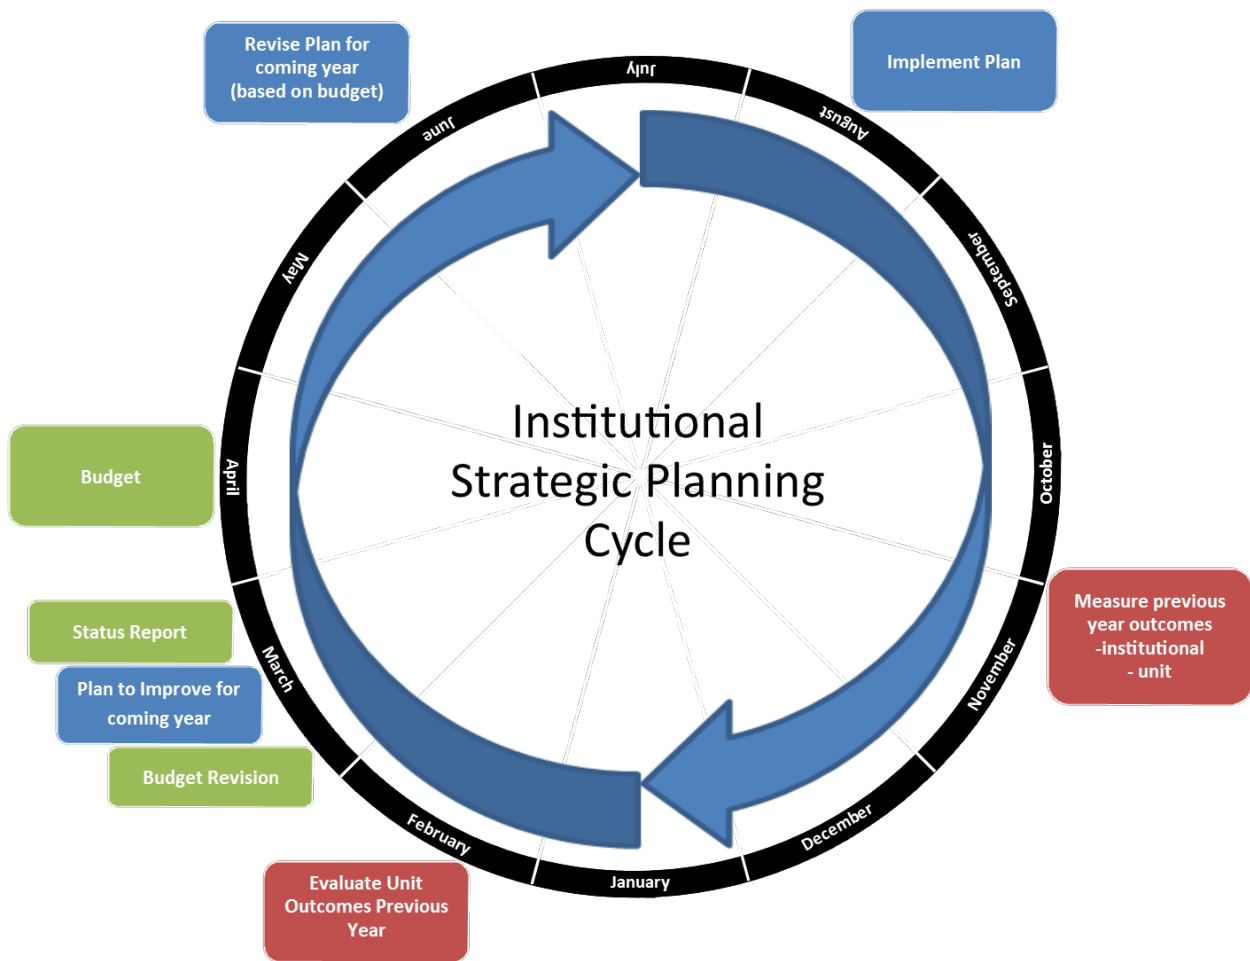 Revise Plan for
coming year
(based on budget)
Implement Plan
July
August
September
October
November
December
January
February
March
April
May
June
Institutional
Strategic Planning
Cycle
Budget
Status Report
Plan to Improve for
coming year
Budget Revision
Evaluate Unit
Outcomes Previous
Year
Measure previous
year outcomes
-institutional
- unit